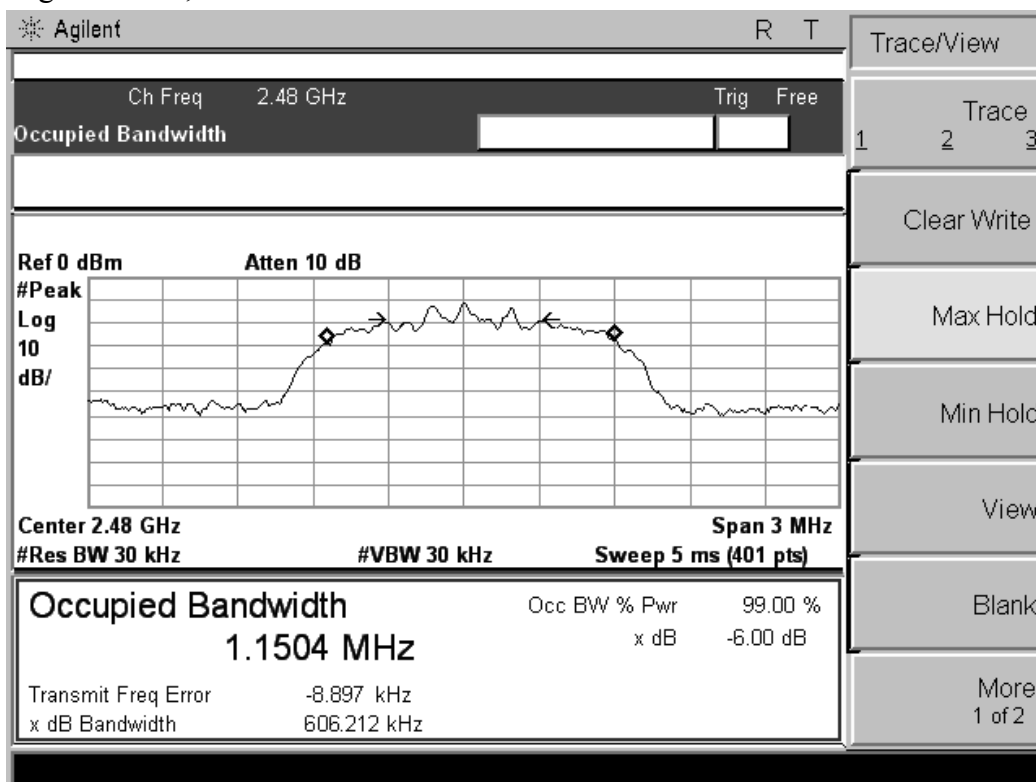 Agilent R T
Trace/View
Ch Freq 2.48 GHz Trig Free
Occupied Bandwidth
Trace
1 2 3
Clear Write
Ref 0 dBm Atten 10 dB
#Peak
Log
10
dB/
Max Hold
Min Hold
View
Center 2.48 GHz Span 3 MHz
#Res BW 30 kHz #VBW 30 kHz Sweep 5 ms (401 pts)
Occupied Bandwidth Occ BW % Pwr 99.00 %
1.1504 MHz x dB -6.00 dB
Blank
Transmit Freq Error -8.897 kHz
x dB Bandwidth 606.212 kHz
More
1 of 2